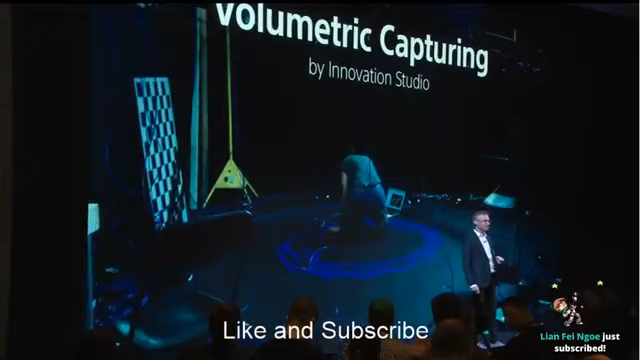 Volumetric Capturing
by Innovation Studio
Like and Subscribe
Lian Fei Ngoe just
subscribed!